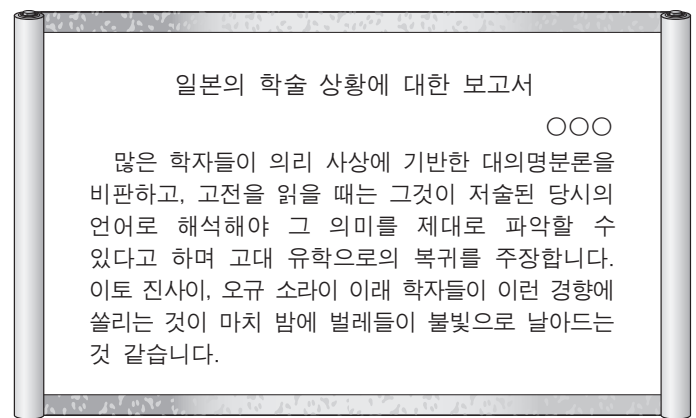 일본의 학술 상황에 대한 보고서
○○○
많은 학자들이 의리 사상에 기반한 대의명분론을
비판하고, 고전을 읽을 때는 그것이 저술된 당시의
언어로 해석해야 그 의미를 제대로 파악할 수
있다고 하며 고대 유학으로의 복귀를 주장합니다.
이토 진사이, 오규 소라이 이래 학자들이 이런 경향에
쏠리는 것이 마치 밤에 벌레들이 불빛으로 날아드는
것 같습니다.